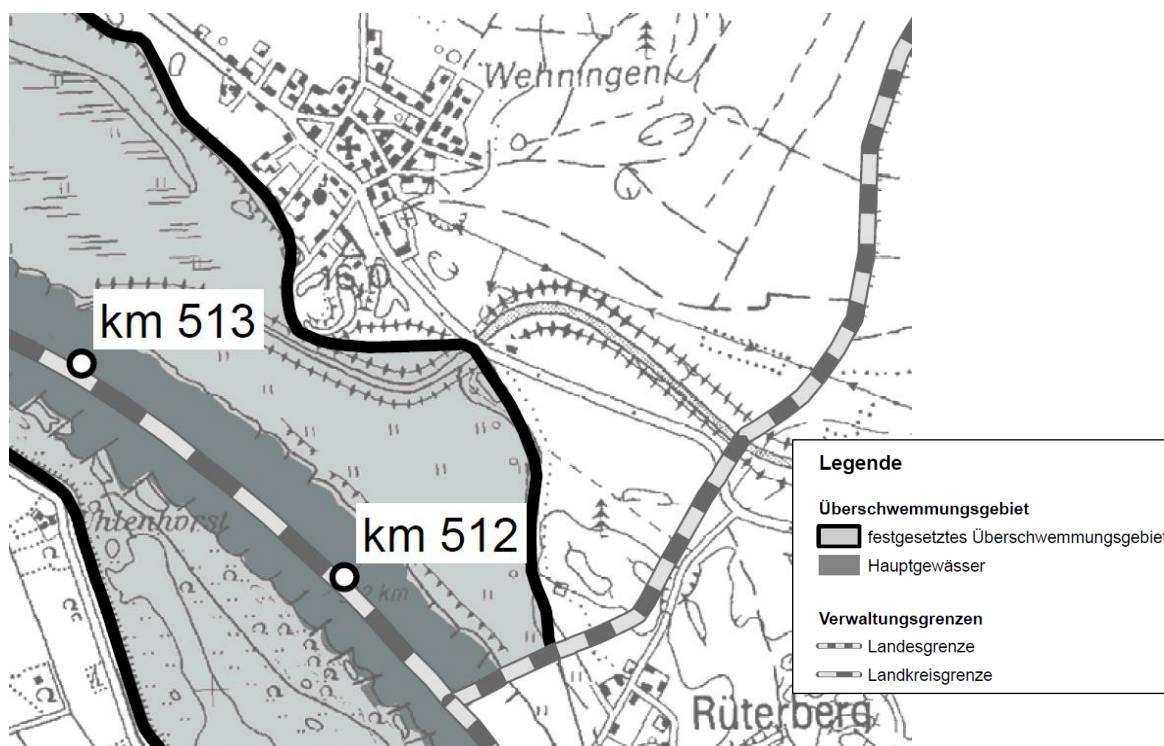 Wehningen
16,0
km 513
km 512
Legende
Überschwemmungsgebiet
festgesetztes Überschwemmungsgebiet
Hauptgewässer
Verwaltungsgrenzen
Landesgrenze
Landkreisgrenze
Rüterberg